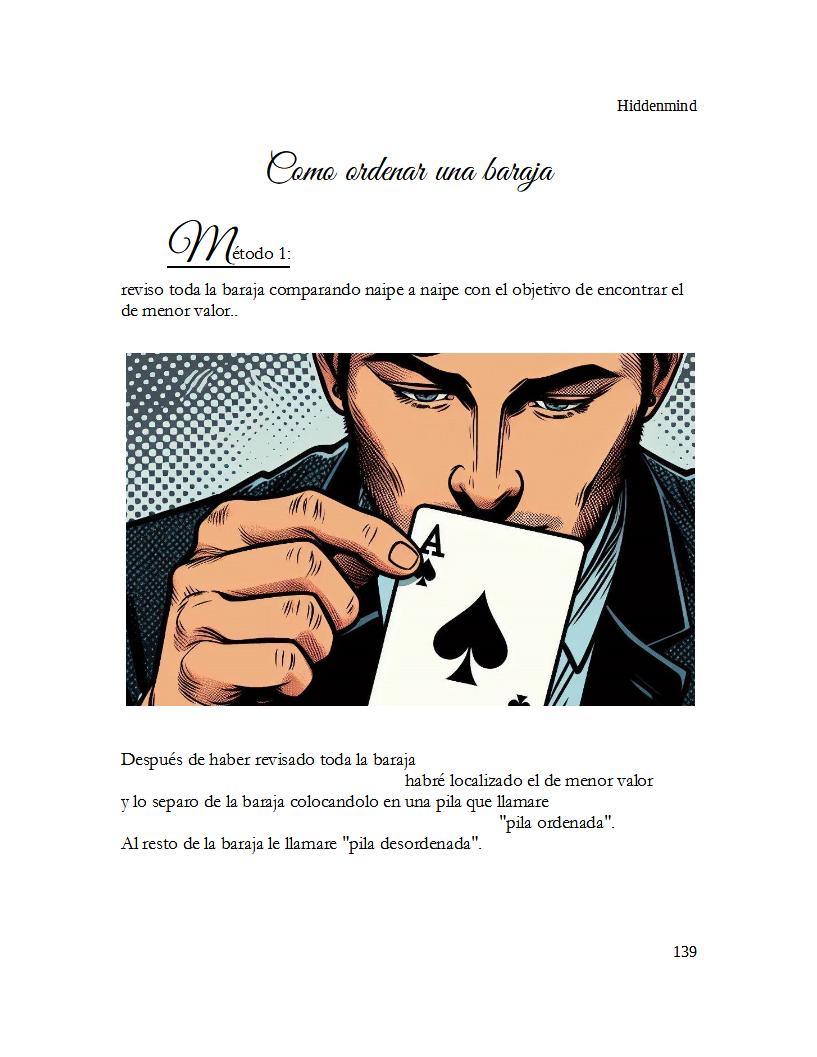 Hiddenmind
Como ordenar una baraja
Método 1:
reviso toda la baraja comparando naipe a naipe con el objetivo de encontrar el
de menor valor..
A
Después de haber revisado toda la baraja
habré localizado el de menor valor
y lo separo de la baraja colocandolo en una pila que llamare
"pila ordenada".
Al resto de la baraja le llamare "pila desordenada".
139